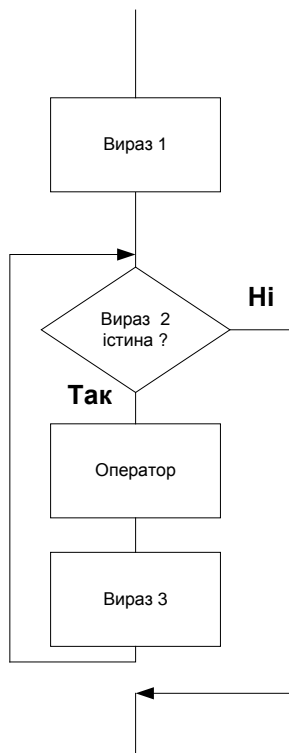 Вираз 1
Вираз 2
істина ?
Ні
Так
Оператор
Вираз 3